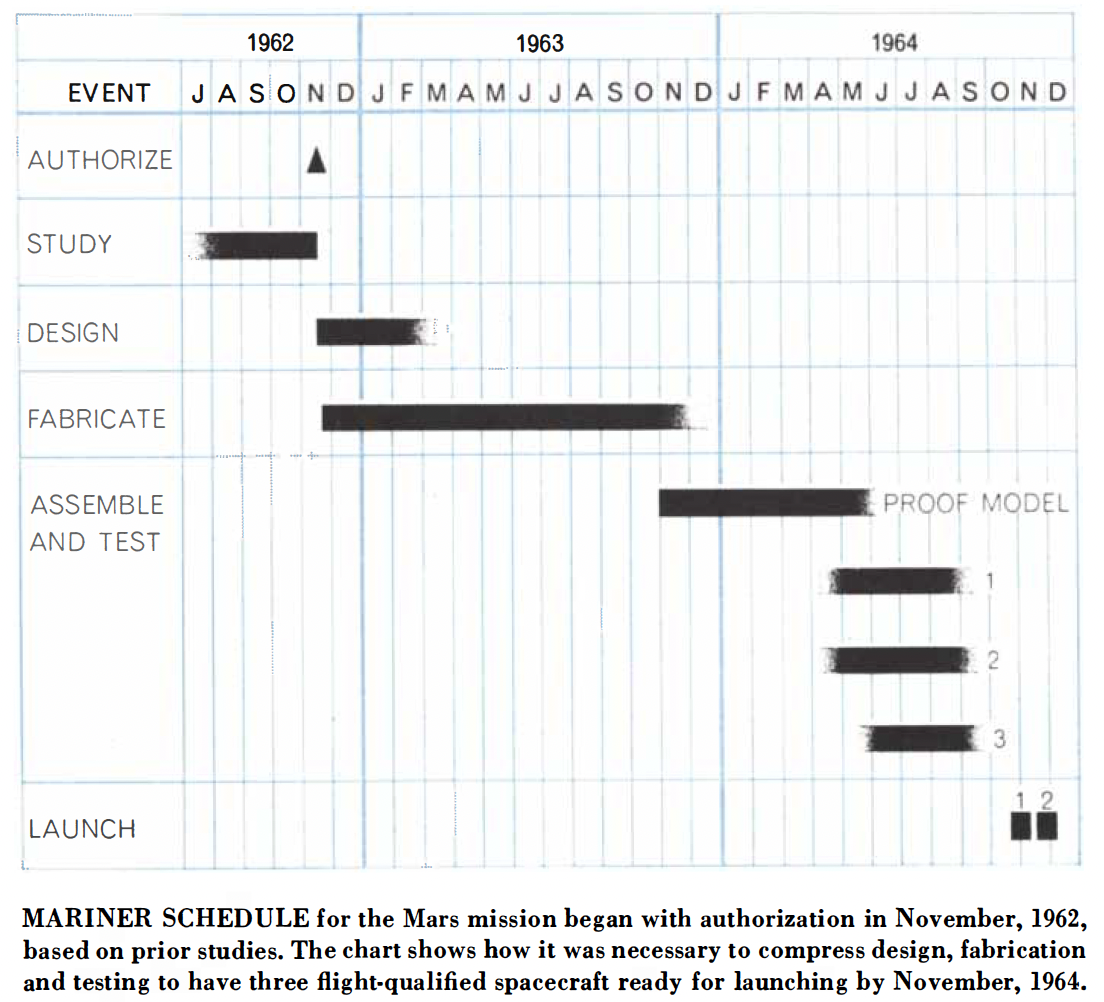 1962 1963 1964
EVENT J A S O N D J F M A M J J A S O N D J F M A M J J A S O N D
AUTHORIZE
STUDY
DESIGN
FABRICATE
ASSEMBLE PROOF MODEL
AND TEST
1
2
3
1 2
LAUNCH
MARINER SCHEDULE for the Mars mission began with authorization in November, 1962,
based on prior studies. The chart shows how it was necessary to compress design, fabrication
and testing to have three flight-qualified spacecraft ready for launching by November, 1964.